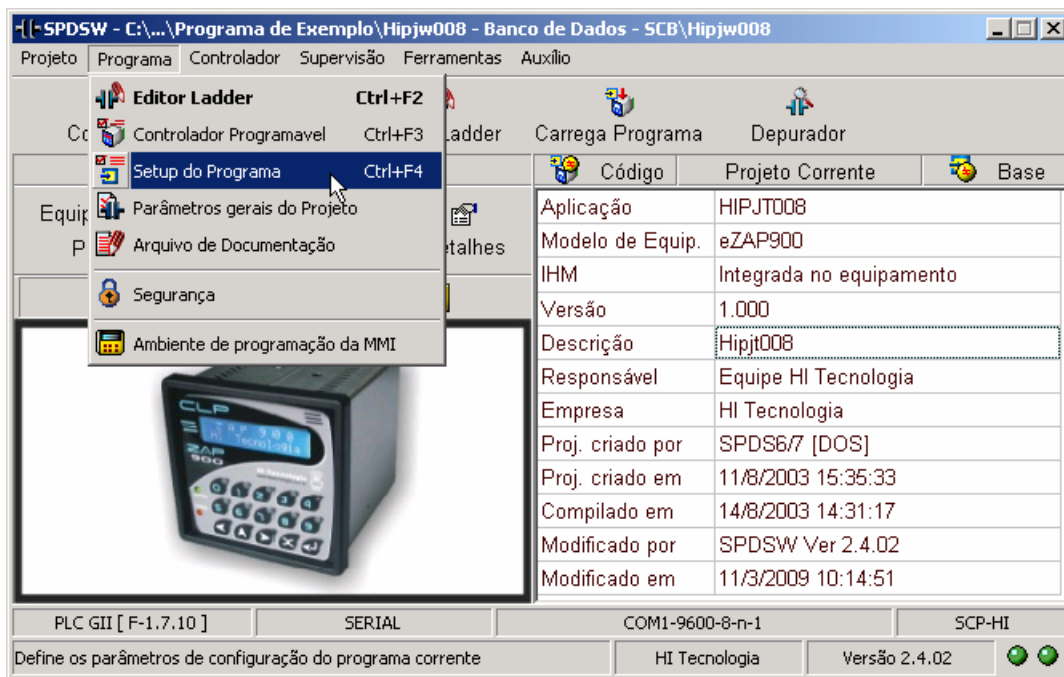 SPDSW - C:\...\Programa de Exemplo\Hipjw008 - Banco de Dados - SCB\Hipjw008
Projeto Programa Controlador Supervisão Ferramentas Auxílio
Editor Ladder Ctrl+F2
Controlador Programavel Ctrl+F3
Setup do Programa Ctrl+F4
Parâmetros gerais do Projeto
Arquivo de Documentação
Segurança
Ambiente de programação da MMI
Carrega Programa Depurador
Código Projeto Corrente Base
Aplicação HIPJT008
Modelo de Equip. eZAP900
IHM Integrada no equipamento
Versão 1.000
Descrição Hipjt008
Responsável Equipe HI Tecnologia
Empresa HI Tecnologia
Proj. criado por SPDS6/7 [DOS]
Proj. criado em 11/8/2003 15:35:33
Compilado em 14/8/2003 14:31:17
Modificado por SPDSW Ver 2.4.02
Modificado em 11/3/2009 10:14:51
CLP
ZAP 900
HI Tecnologia
ZAP
900
PLC GII [ F-1.7.10 ] SERIAL COM1-9600-8-n-1 SCP-HI
Define os parâmetros de configuração do programa corrente HI Tecnologia Versão 2.4.02